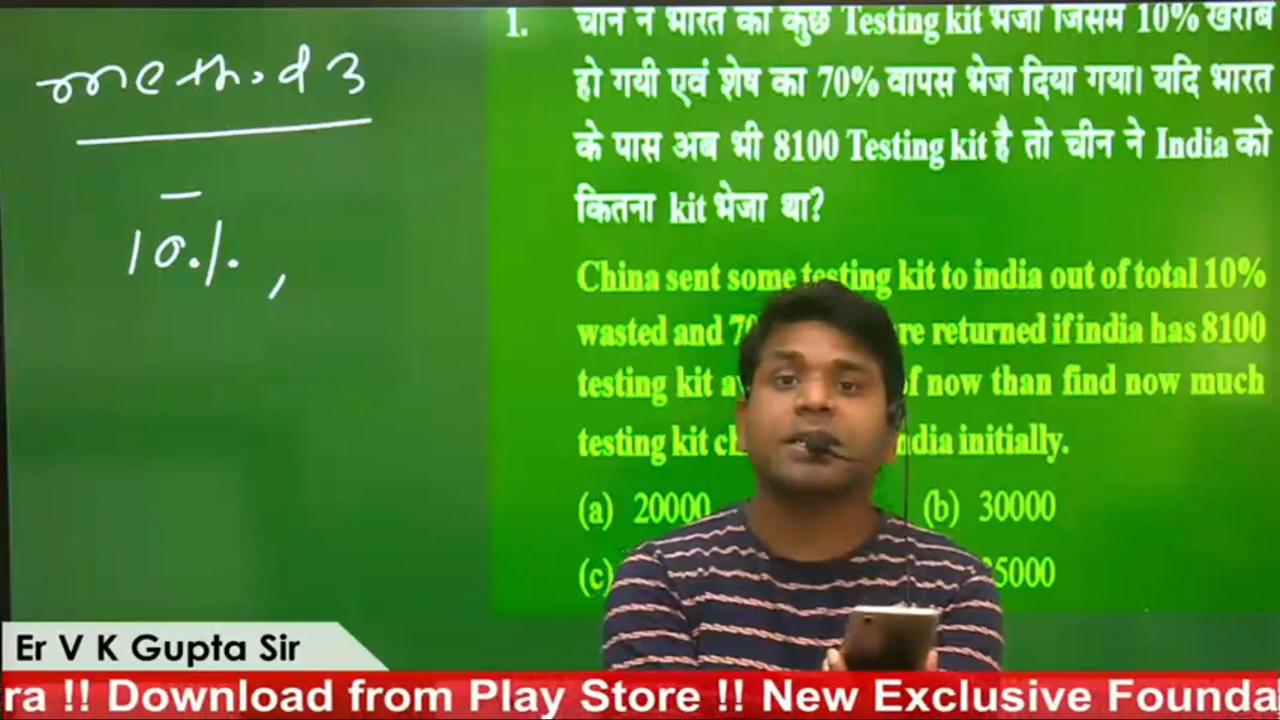 method 3
10%,
1. चीन ने भारत को कुछ Testing kit भेजा जिसमें 10% खराब
हो गयी एवं शेष का 70% वापस भेज दिया गया। यदि भारत
के पास अब भी 8100 Testing kit है तो चीन ने India को
कितना kit भेजा था?
China sent some testing kit to india out of total 10%
wasted and returned if india has 8100
testing kit now than find now much
testing kit initially.
(a) 20000 (b) 30000
(c) 5000
Er V K Gupta Sir
ra !! Download from Play Store !! New Exclusive Founda